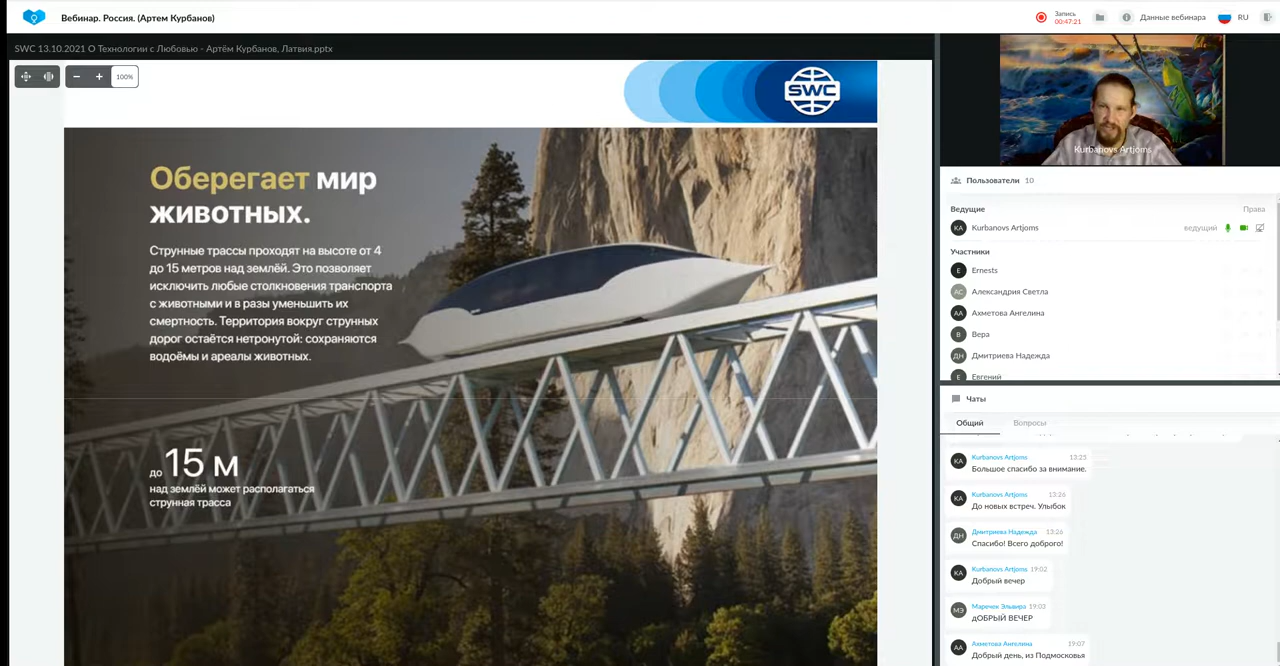 Вебинар. Россия. (Артем Курбанов)
Запись
00:47:21
Данные вебинара
RU
SWC 13.10.2021 О Технологии с Любовью - Артём Курбанов, Латвия.pptx
100%
SWC
Оберегает мир
животных.
Струнные трассы проходят на высоте от 4
до 15 метров над землёй. Это позволяет
исключить любые столкновения транспорта
с животными и в разы уменьшить их
смертность. Территория вокруг струнных
дорог остаётся нетронутой: сохраняются
водоёмы и ареалы животных.
до 15 м
над землёй может располагаться
струнная трасса
Kurbanovs Artjoms
Пользователи 10
Ведущие
Права
KA
Kurbanovs Artjoms
ведущий
Участники
E
Ernests
АС
Александрия Светла
АА
Ахметова Ангелина
В
Вера
ДН
Дмитриева Надежда
Е
Евгений
Чаты
Общий
Вопросы
KA
Kurbanovs Artjoms 13:25
Большое спасибо за внимание.
KA
Kurbanovs Artjoms 13:26
До новых встреч. Улыбок
ДН
Дмитриева Надежда 13:26
Спасибо! Всего доброго!
KA
Kurbanovs Artjoms 19:02
Добрый вечер
МЭ
Маречек Эльвира 19:03
дОБРЫЙ ВЕЧЕР
АА
Ахметова Ангелина 19:07
Добрый день, из Подмосковья